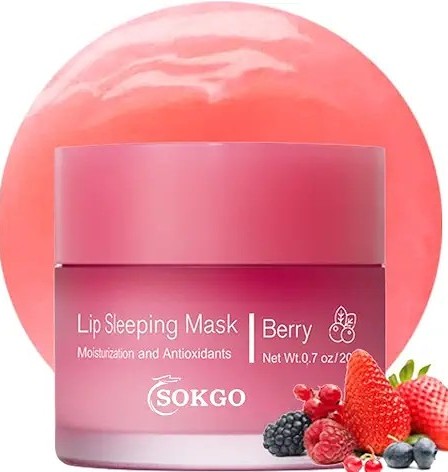 Lip Sleeping Mask
Moisturization and Antioxidants
Berry
Net Wt.0.7 oz/20
SOKGO